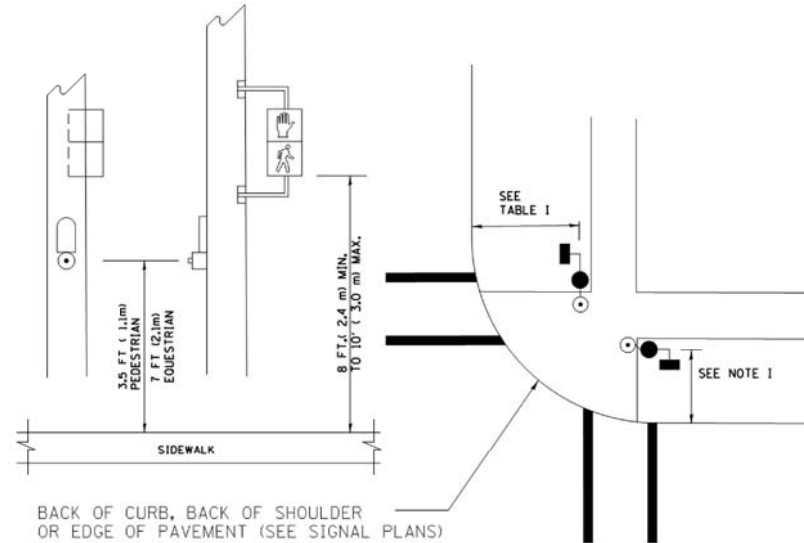 3.5 FT ( 1.1m)
PEDESTRIAN
7 FT (2.1m)
EQUESTRIAN
8 FT.( 2.4 m) MIN.
TO 10' ( 3.0 m) MAX.
SIDEWALK
BACK OF CURB, BACK OF SHOULDER
OR EDGE OF PAVEMENT (SEE SIGNAL PLANS)
SEE
TABLE I
SEE NOTE I